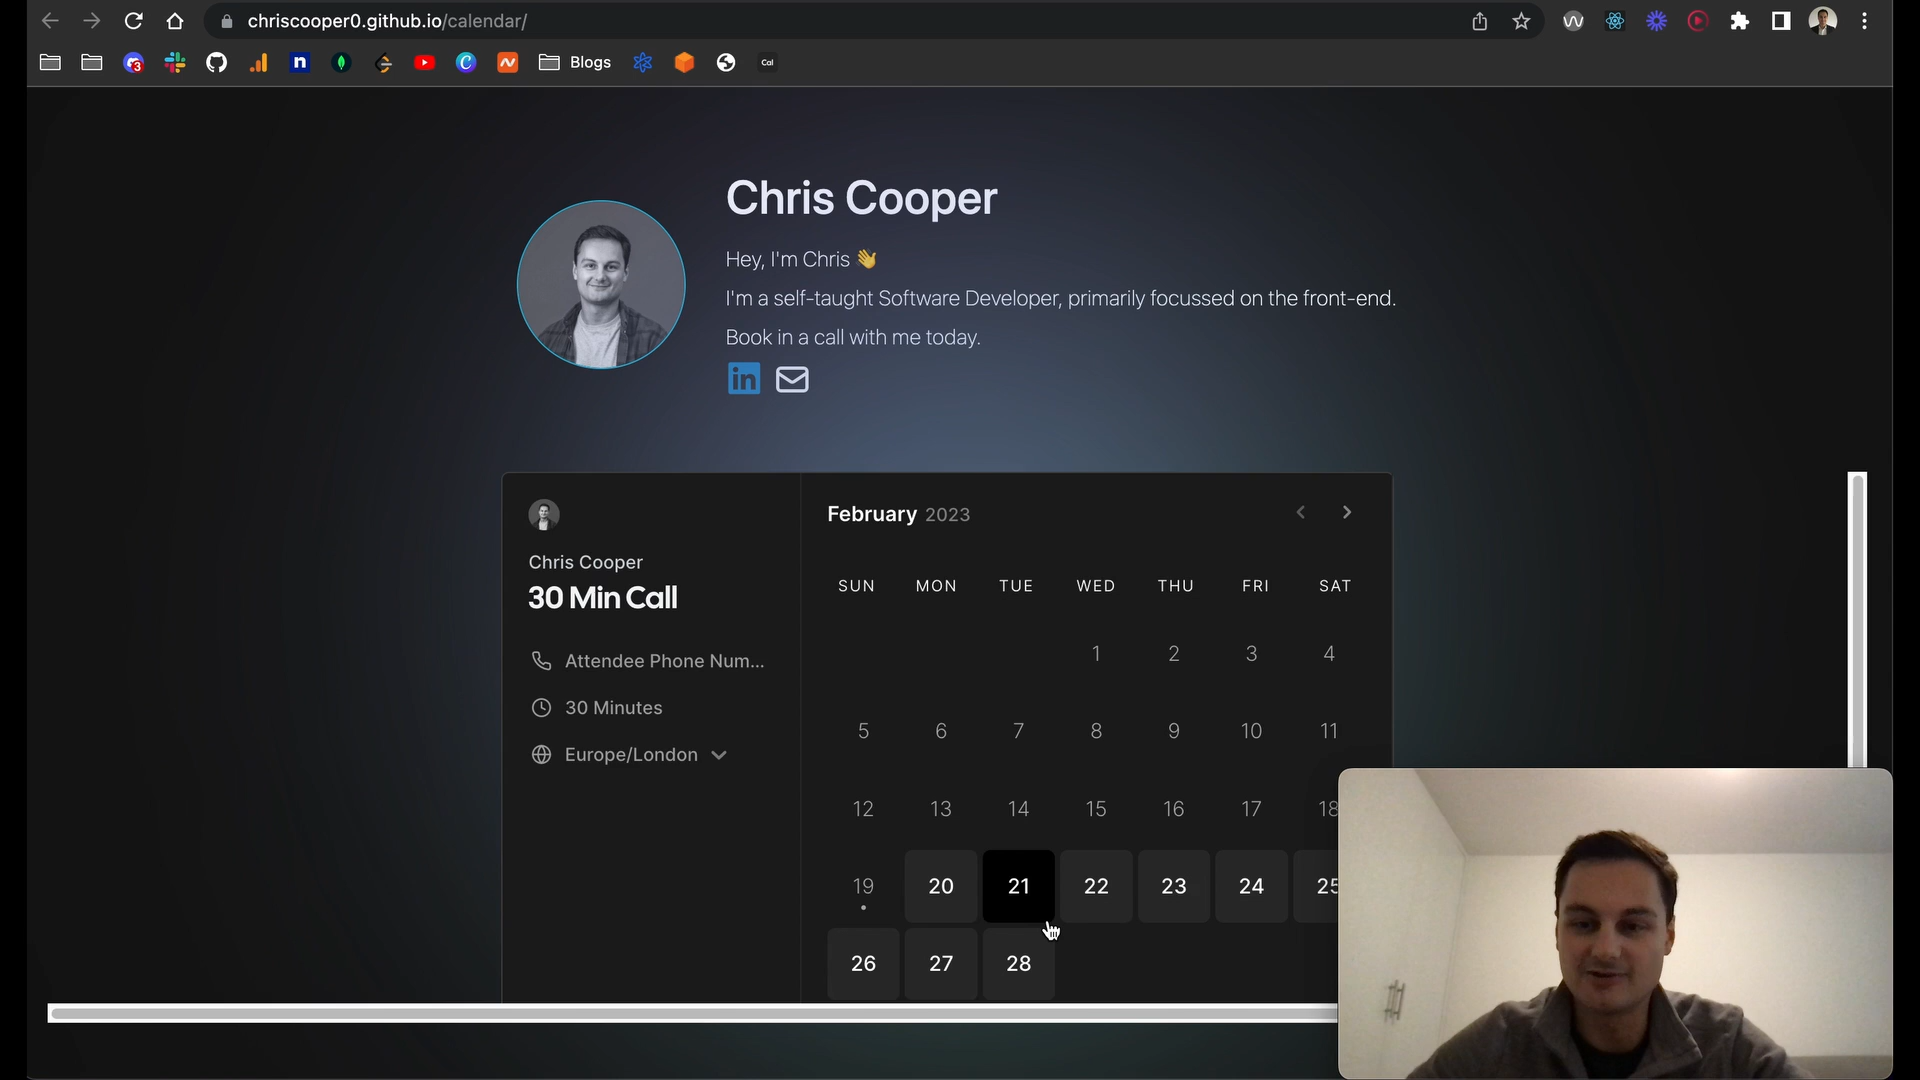 chriscooper0.github.io/calendar/
3
Blogs
Cal
Chris Cooper
Hey, I'm Chris 👋
I'm a self-taught Software Developer, primarily focussed on the front-end.
Book in a call with me today.
in
Chris Cooper
30 Min Call
Attendee Phone Num...
30 Minutes
Europe/London
February 2023
SUN MON TUE WED THU FRI SAT
1 2 3 4
5 6 7 8 9 10 11
12 13 14 15 16 17 18
19 20 21 22 23 24 25
26 27 28